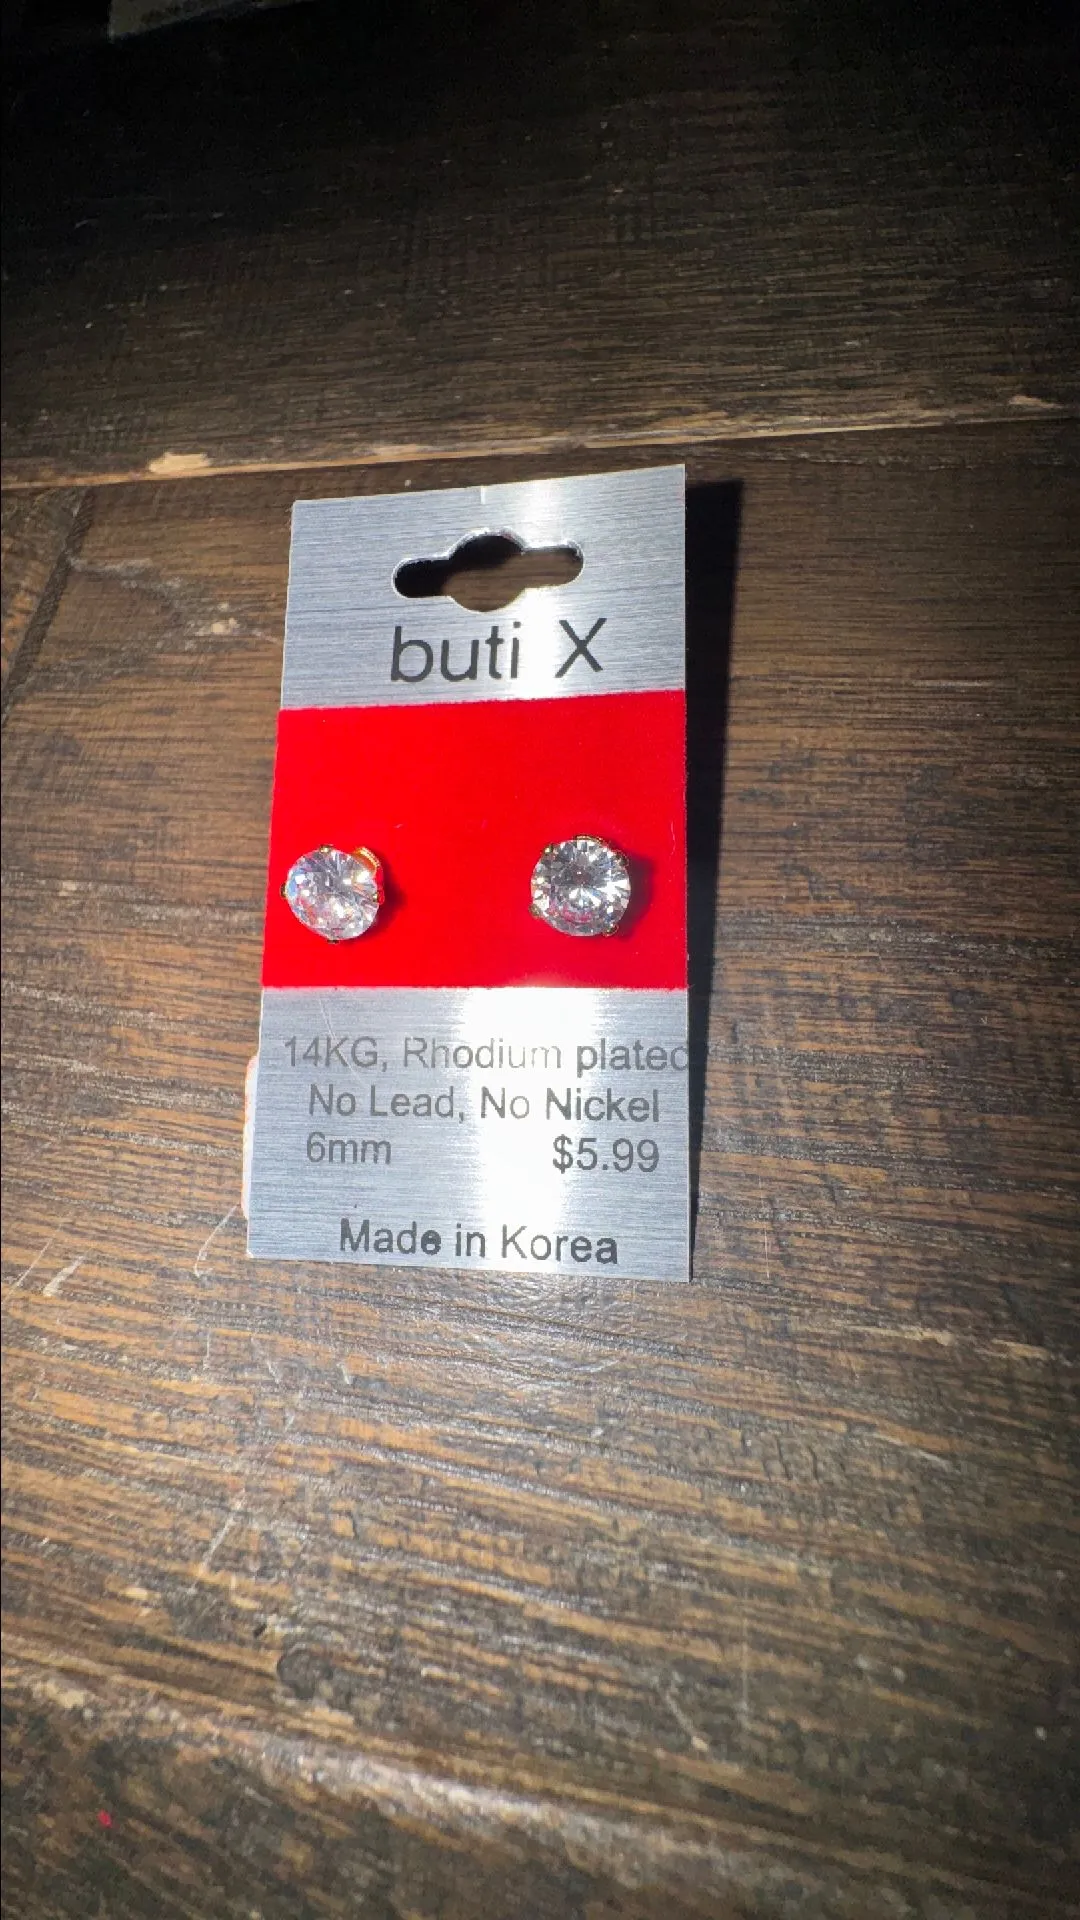 buti X
14KG, Rhodium plated
No Lead, No Nickel
6mm $5.99
Made in Korea